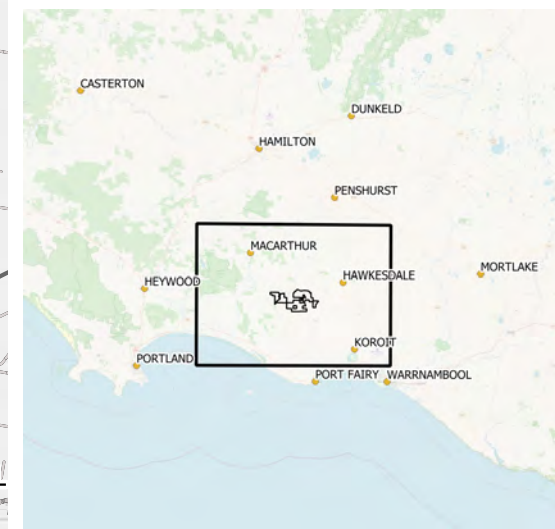 CASTERTON
DUNKELD
HAMILTON
PENSHURST
MACARTHUR
MORTLAKE
HEYWOOD
HAWKESDALE
KOROIT
PORTLAND
PORT FAIRY
WARRNAMBOOL